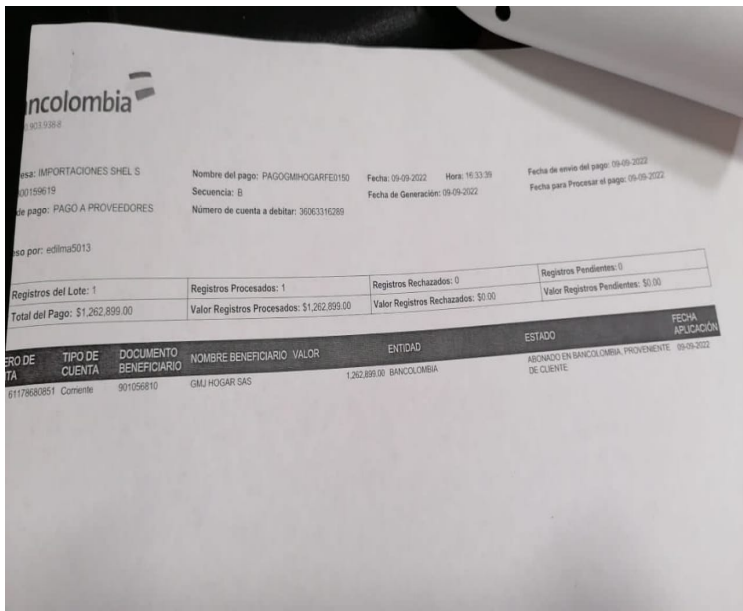 ncolombia
903.938-8
esa: IMPORTACIONES SHEL S
Nombre del pago: PAGOGMIHOGARFE0150
Fecha: 09-09-2022 Hora: 16:33:39
Fecha de envio del pago: 09-09-2022
00159619
Secuencia: B
Fecha de Generación: 09-09-2022
Fecha para Procesar el pago: 09-09-2022
de pago: PAGO A PROVEEDORES
Número de cuenta a debitar: 36063316289
so por: edilma5013
Registros del Lote: 1
Registros Procesados: 1
Registros Rechazados: 0
Registros Pendientes: 0
Total del Pago: $1,262,899.00
Valor Registros Procesados: $1,262,899.00
Valor Registros Rechazados: $0.00
Valor Registros Pendientes: $0.00
ERO DE
TA
TIPO DE
CUENTA
DOCUMENTO
BENEFICIARIO
NOMBRE BENEFICIARIO VALOR
ENTIDAD
ESTADO
FECHA
APLICACIÓN
61178680851 Corriente 901056810 GMJ HOGAR SAS 1,262,899.00 BANCOLOMBIA
ABONADO EN BANCOLOMBIA, PROVENIENTE
DE CLIENTE
09-09-2022